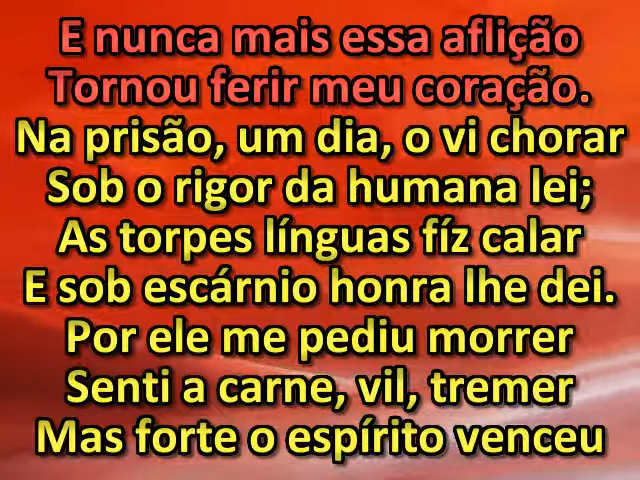 E nunca mais essa aflição
Tornou ferir meu coração.
Na prisão, um dia, o vi chorar
Sob o rigor da humana lei;
As torpes línguas fíz calar
E sob escárnio honra lhe dei.
Por ele me pediu morrer
Senti a carne, vil, tremer
Mas forte o espírito venceu